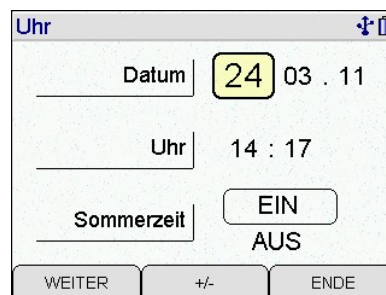 Uhr
Datum 24 03 . 11
Uhr 14 : 17
Sommerzeit EIN
AUS
WEITER +/- ENDE